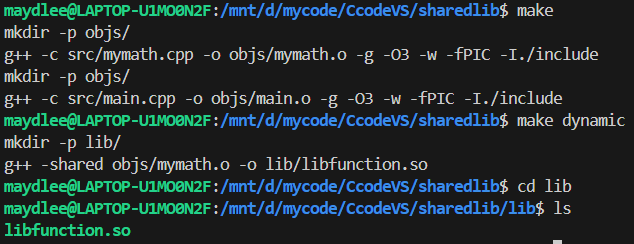 maydlee@LAPTOP-U1MO0N2F:/mnt/d/mycode/CcodeVS/sharedlib$ make
mkdir -p objs/
g++ -c src/mymath.cpp -o objs/mymath.o -g -O3 -w -fPIC -I./include
mkdir -p objs/
g++ -c src/main.cpp -o objs/main.o -g -O3 -w -fPIC -I./include
maydlee@LAPTOP-U1MO0N2F:/mnt/d/mycode/CcodeVS/sharedlib$ make dynamic
mkdir -p lib/
g++ -shared objs/mymath.o -o lib/libfunction.so
maydlee@LAPTOP-U1MO0N2F:/mnt/d/mycode/CcodeVS/sharedlib$ cd lib
maydlee@LAPTOP-U1MO0N2F:/mnt/d/mycode/CcodeVS/sharedlib/lib$ ls
libfunction.so